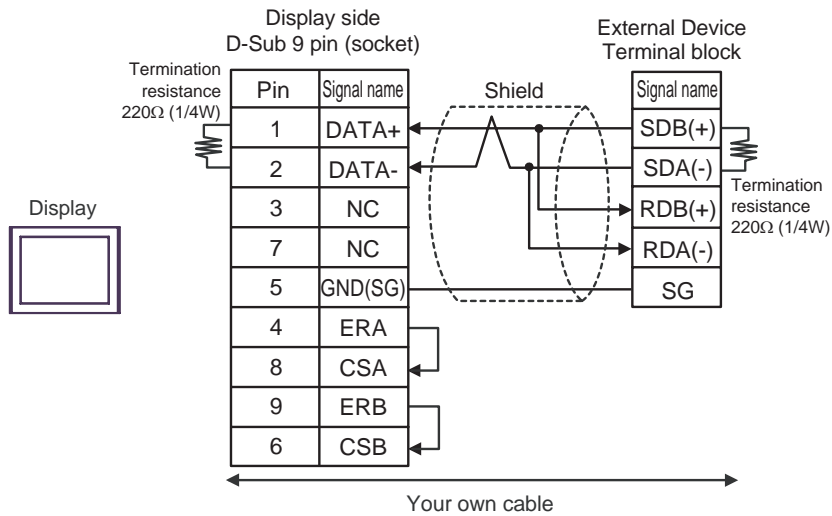 Display side
D-Sub 9 pin (socket)
External Device
Terminal block
Termination
resistance
220Ω (1/4W)
Pin Signal name
Shield
Signal name
1 DATA+
SDB(+)
2 DATA-
SDA(-)
Termination
resistance
220Ω (1/4W)
Display
3 NC
RDB(+)
7 NC
RDA(-)
5 GND(SG)
SG
4 ERA
8 CSA
9 ERB
6 CSB
Your own cable